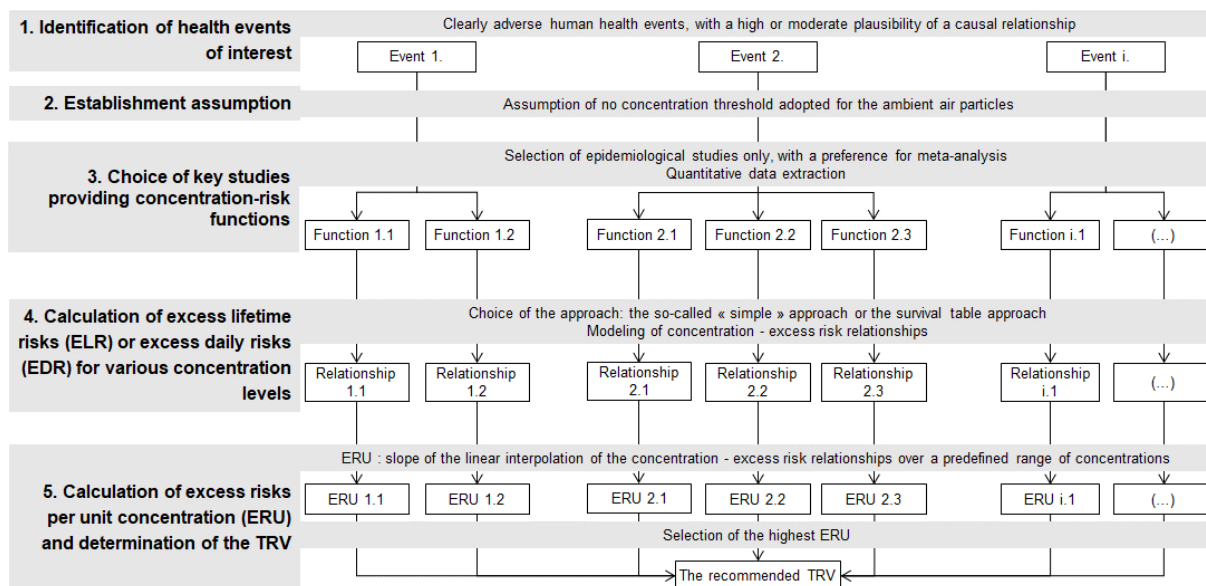 1. Identification of health events
of interest
Clearly adverse human health events, with a high or moderate plausibility of a causal relationship
Event 1.
Event 2.
Event i.
2. Establishment assumption
Assumption of no concentration threshold adopted for the ambient air particles
3. Choice of key studies
providing concentration-risk
functions
Selection of epidemiological studies only, with a preference for meta-analysis
Quantitative data extraction
Function 1.1
Function 1.2
Function 2.1
Function 2.2
Function 2.3
Function i.1
(...)
4. Calculation of excess lifetime
risks (ELR) or excess daily risks
(EDR) for various concentration
levels
Choice of the approach: the so-called « simple » approach or the survival table approach
Modeling of concentration - excess risk relationships
Relationship
1.1
Relationship
1.2
Relationship
2.1
Relationship
2.2
Relationship
2.3
Relationship
i.1
(...)
5. Calculation of excess risks
per unit concentration (ERU)
and determination of the TRV
ERU : slope of the linear interpolation of the concentration - excess risk relationships over a predefined range of concentrations
ERU 1.1
ERU 1.2
ERU 2.1
ERU 2.2
ERU 2.3
ERU i.1
(...)
Selection of the highest ERU
The recommended TRV